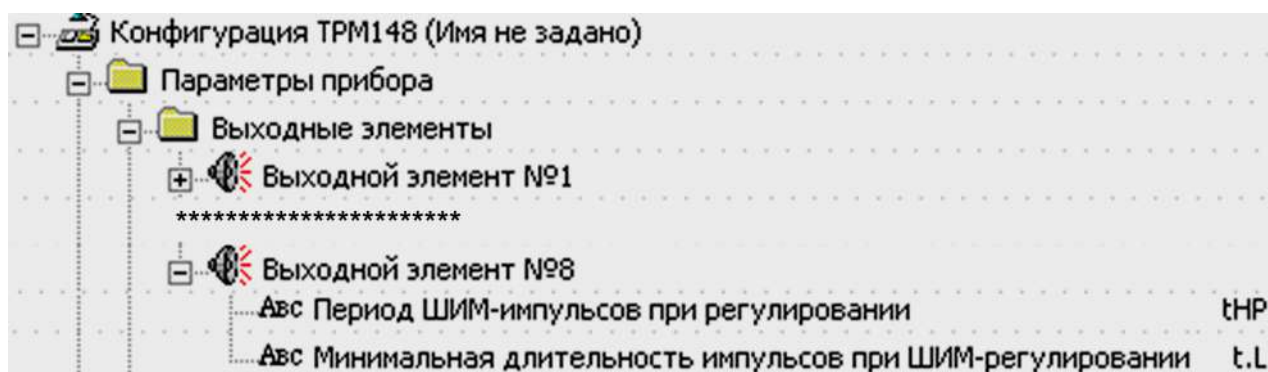 Конфигурация ТРМ148 (Имя не задано)
Параметры прибора
Выходные элементы
Выходной элемент №1
***********************
Выходной элемент №8
Авс Период ШИМ-импульсов при регулировании tHP
Авс Минимальная длительность импульсов при ШИМ-регулировании t.L